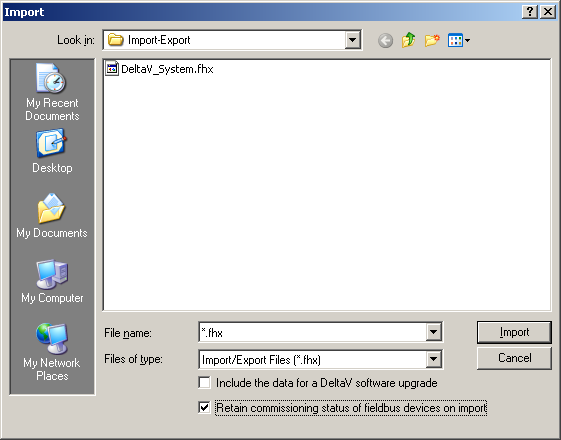 Import
Look in: Import-Export
DeltaV_System.fhx
My Recent
Documents
Desktop
My Documents
My Computer
My Network
Places
File name: *.fhx Import
Files of type: Import/Export Files (*.fhx) Cancel
Include the data for a DeltaV software upgrade
Retain commissioning status of fieldbus devices on import